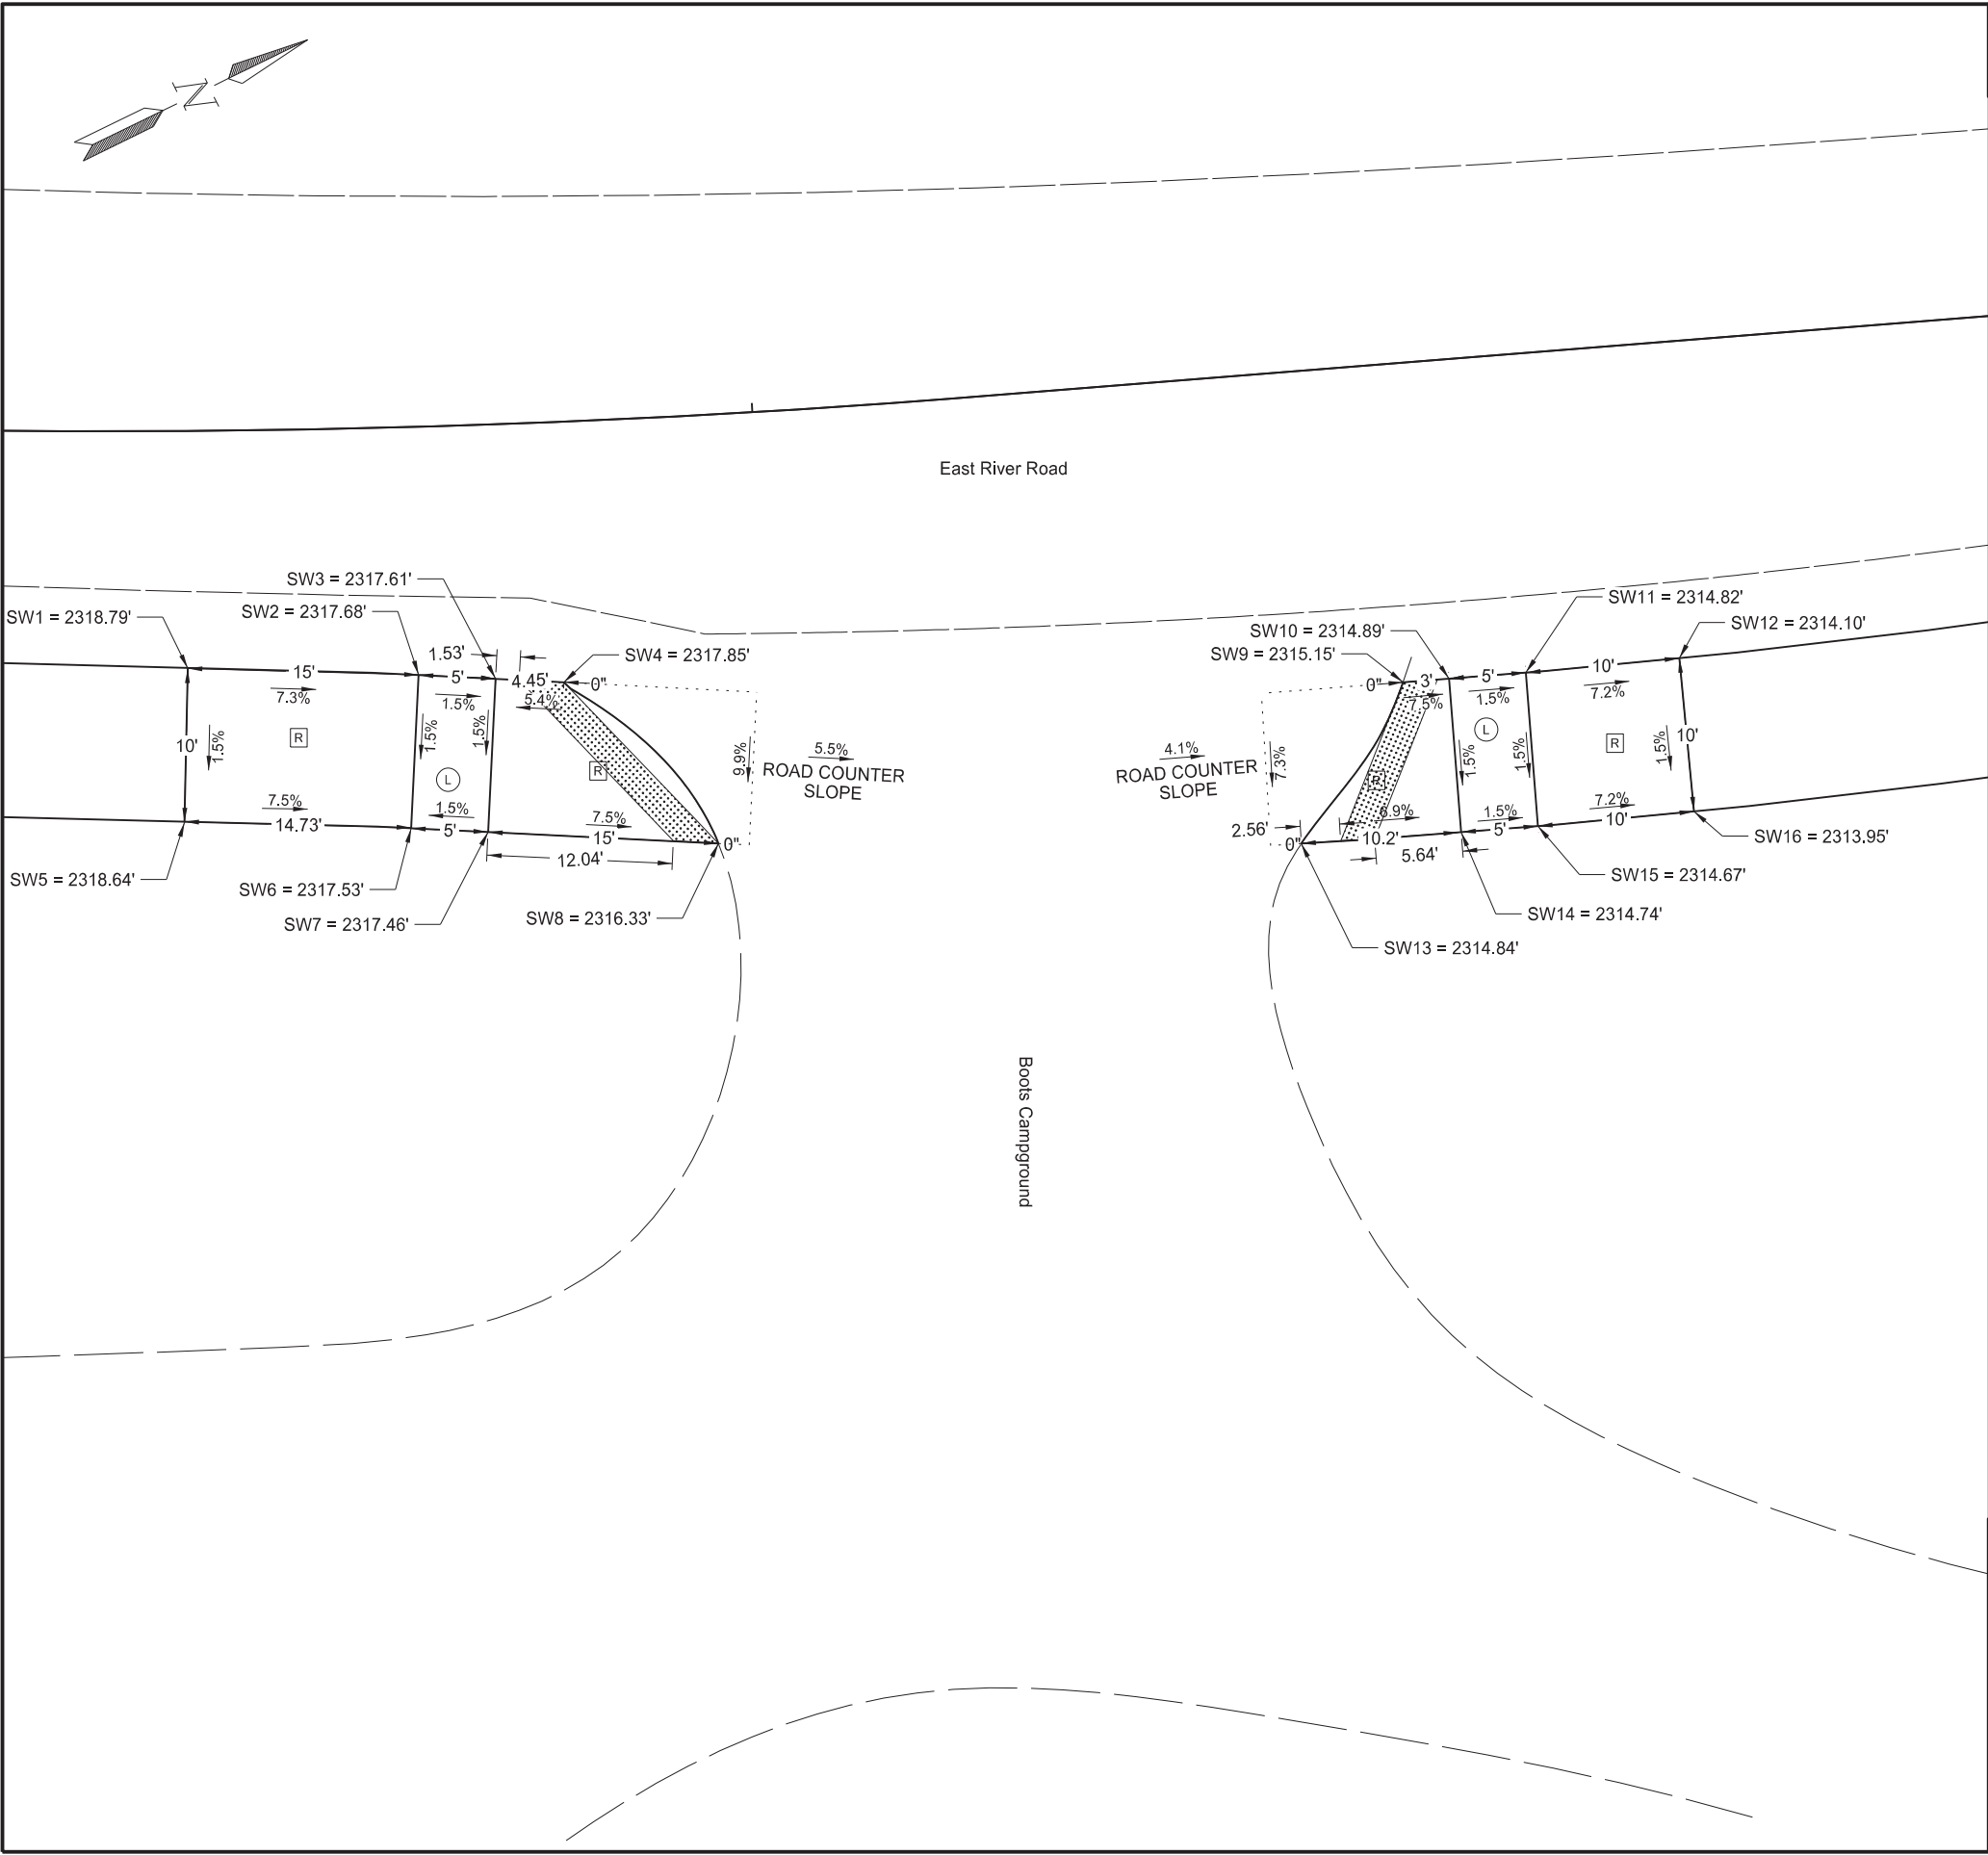 N
East River Road
SW3 = 2317.61'
SW1 = 2318.79'
SW2 = 2317.68'
1.53'
SW4 = 2317.85'
15'
5'
4.45'
0"
7.3%
1.5%
5.4%
10'
1.5%
R
1.5%
1.5%
L
R
9.9%
5.5%
ROAD COUNTER
SLOPE
7.5%
1.5%
7.5%
14.73'
5'
15'
0"
12.04'
SW5 = 2318.64'
SW6 = 2317.53'
SW7 = 2317.46'
SW8 = 2316.33'
SW11 = 2314.82'
SW12 = 2314.10'
SW10 = 2314.89'
SW9 = 2315.15'
0"
3'
5'
10'
7.5%
1.5%
7.2%
L
R
10'
1.5%
4.1%
ROAD COUNTER
SLOPE
7.3%
R
1.5%
1.5%
6.9%
1.5%
7.2%
2.56'
0"
10.2'
5'
10'
5.64'
SW16 = 2313.95'
SW15 = 2314.67'
SW14 = 2314.74'
SW13 = 2314.84'
Boots Campground